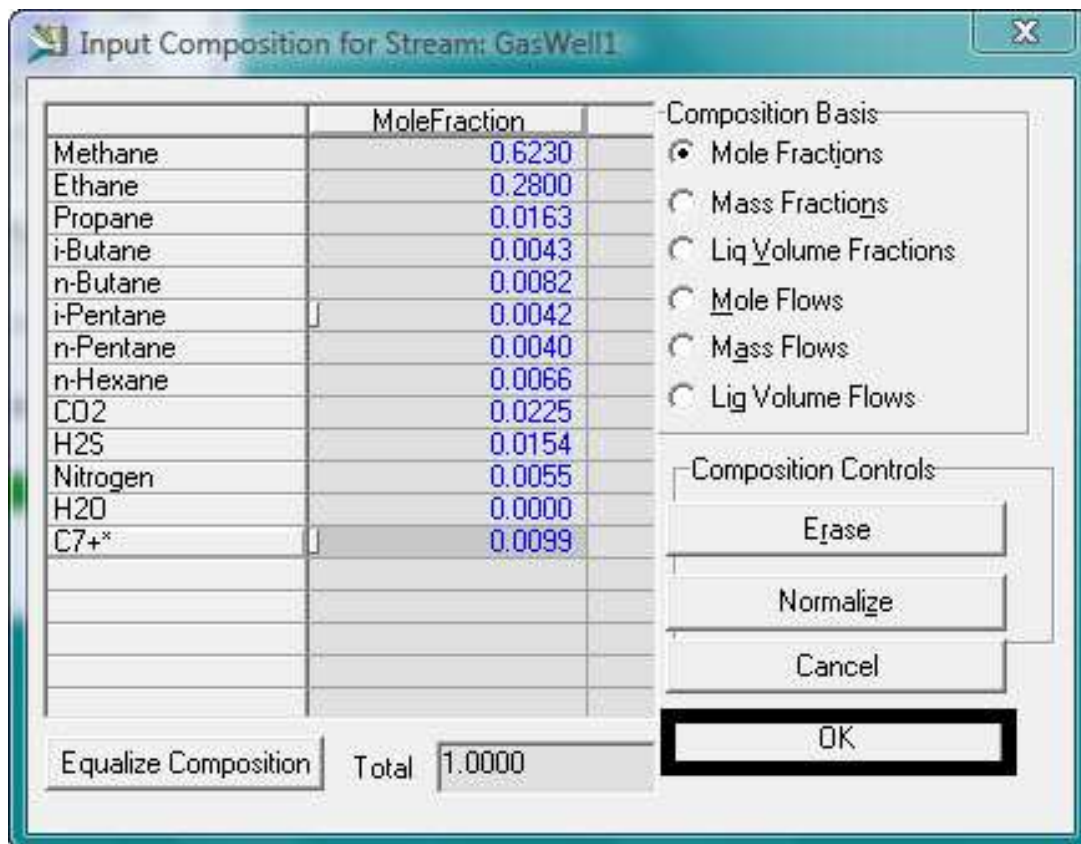 Input Composition for Stream: GasWell1
MoleFraction
Methane 0.6230
Ethane 0.2800
Propane 0.0163
i-Butane 0.0043
n-Butane 0.0082
i-Pentane 0.0042
n-Pentane 0.0040
n-Hexane 0.0066
CO2 0.0225
H2S 0.0154
Nitrogen 0.0055
H2O 0.0000
C7+* 0.0099
Equalize Composition
Total 1.0000
Composition Basis
Mole Fractions
Mass Fractions
Liq Volume Fractions
Mole Flows
Mass Flows
Liq Volume Flows
Composition Controls
Erase
Normalize
Cancel
OK